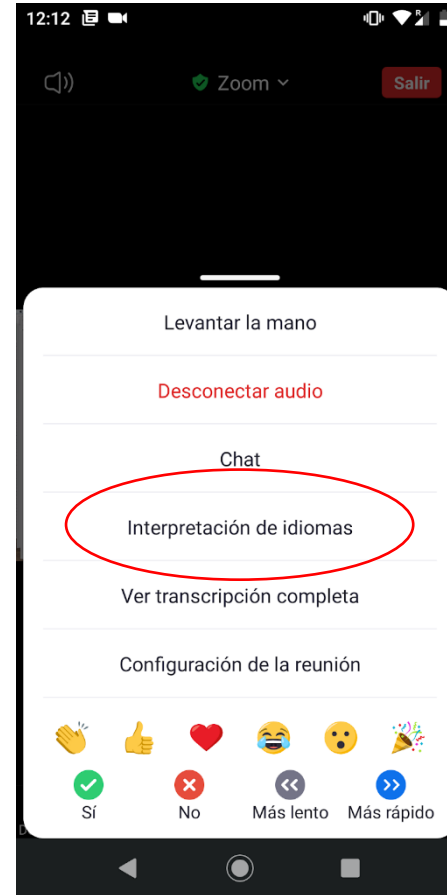 12:12
Zoom
Salir
Levantar la mano
Desconectar audio
Chat
Interpretación de idiomas
Ver transcripción completa
Configuración de la reunión
Sí No Más lento Más rápido